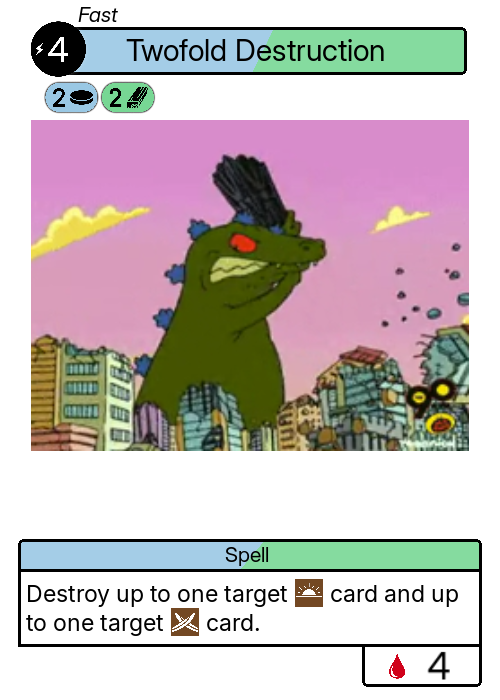 Fast
4 Twofold Destruction
2 2
Spell
Destroy up to one target card and up
to one target card.
4